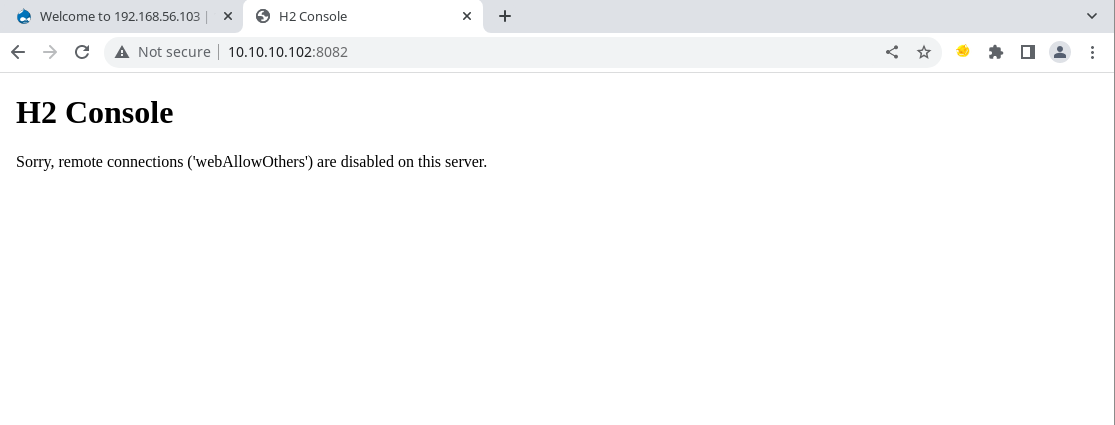 Welcome to 192.168.56.103 |
H2 Console
Not secure
10.10.10.102:8082
H2 Console
Sorry, remote connections ('webAllowOthers') are disabled on this server.